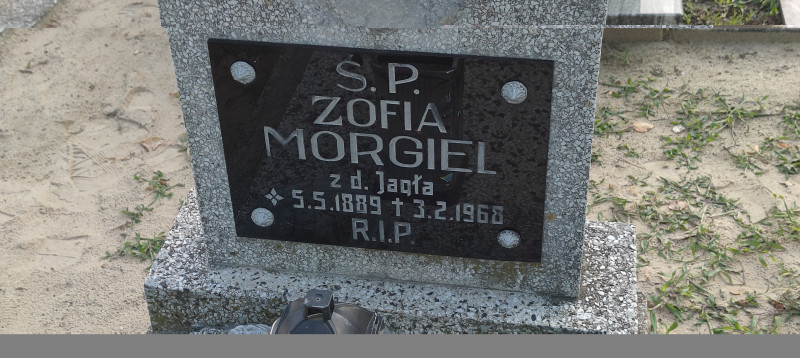 Ś. P.
ZOFIA
MORGIEL
z d. Jagła
5.5.1889 † 3.2.1968
R.I.P.